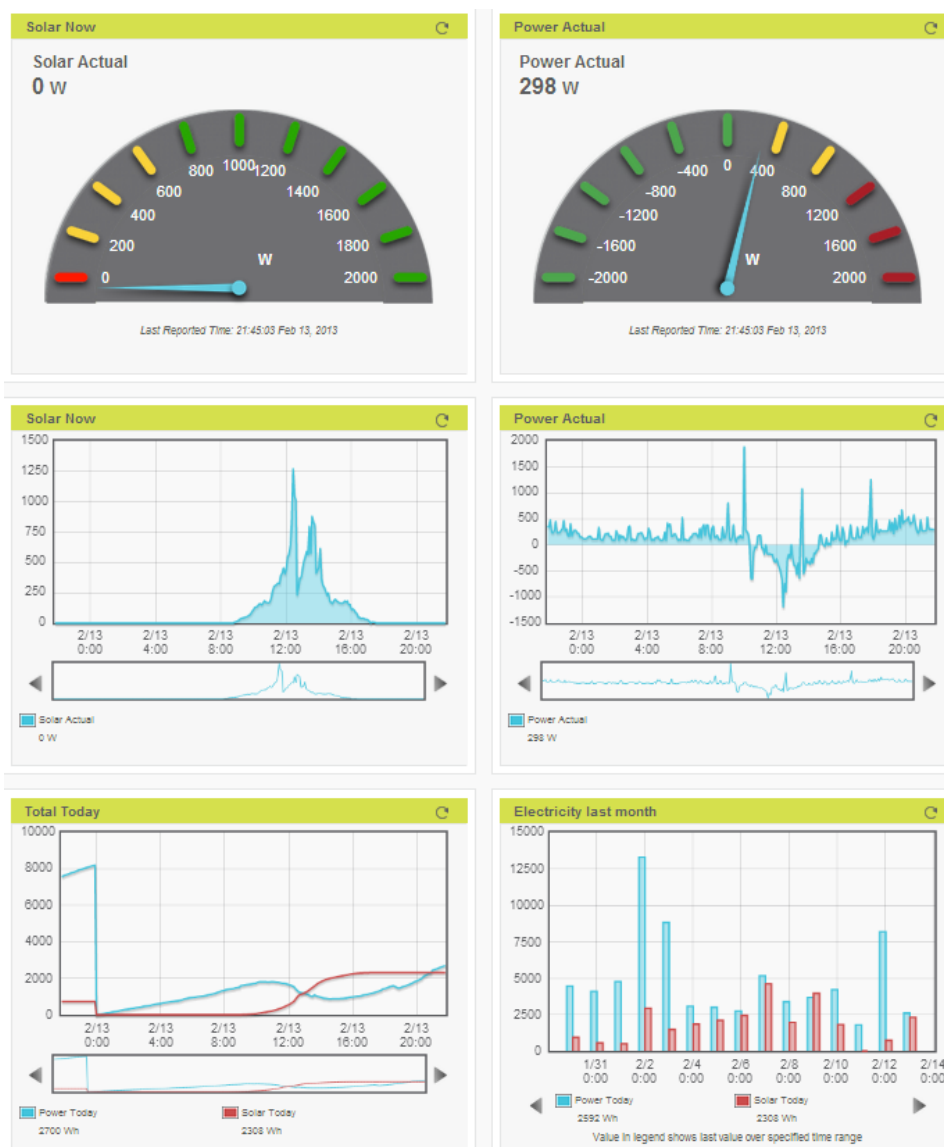 Solar Now
Solar Actual
0 W
0
200
400
600
800
1000
1200
1400
1600
1800
2000
W
Last Reported Time: 21:45:03 Feb 13, 2013
Power Actual
Power Actual
298 W
-2000
-1600
-1200
-800
-400
0
400
800
1200
1600
2000
W
Last Reported Time: 21:45:03 Feb 13, 2013
Solar Now
1500
1250
1000
750
500
250
0
2/13 2/13 2/13 2/13 2/13 2/13
0:00 4:00 8:00 12:00 16:00 20:00
Solar Actual
0 W
Power Actual
2000
1500
1000
500
0
-500
-1000
-1500
2/13 2/13 2/13 2/13 2/13 2/13
0:00 4:00 8:00 12:00 16:00 20:00
Power Actual
298 W
Total Today
10000
8000
6000
4000
2000
0
2/13 2/13 2/13 2/13 2/13 2/13
0:00 4:00 8:00 12:00 16:00 20:00
Power Today Solar Today
2700 Wh 2308 Wh
Electricity last month
15000
12500
10000
7500
5000
2500
0
1/31 2/2 2/4 2/6 2/8 2/10 2/12 2/14
0:00 0:00 0:00 0:00 0:00 0:00 0:00 0:00
Power Today Solar Today
2592 Wh 2308 Wh
Value in legend shows last value over specified time range